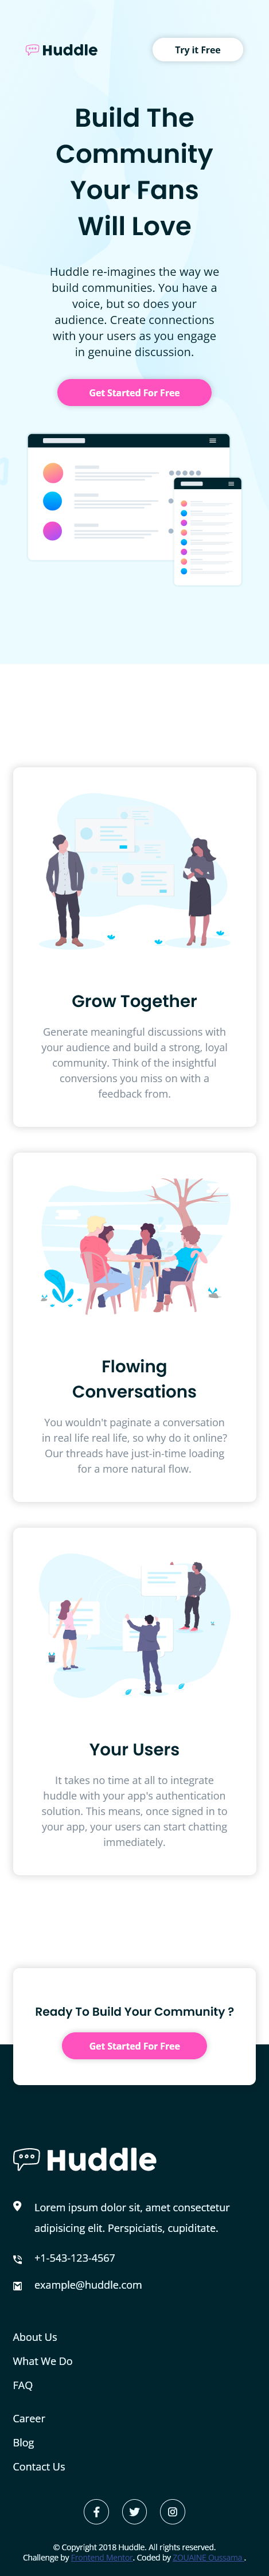 Huddle
Try it Free
Build The
Community
Your Fans
Will Love
Huddle re-imagines the way we
build communities. You have a
voice, but so does your
audience. Create connections
with your users as you engage
in genuine discussion.
Get Started For Free
Grow Together
Generate meaningful discussions with
your audience and build a strong, loyal
community. Think of the insightful
conversions you miss on with a
feedback from.
Flowing
Conversations
You wouldn't paginate a conversation
in real life real life, so why do it online?
Our threads have just-in-time loading
for a more natural flow.
Your Users
It takes no time at all to integrate
huddle with your app's authentication
solution. This means, once signed in to
your app, your users can start chatting
immediately.
Ready To Build Your Community ?
Get Started For Free
Huddle
Lorem ipsum dolor sit, amet consectetur
adipisicing elit. Perspiciatis, cupiditate.
+1-543-123-4567
example@huddle.com
About Us
What We Do
FAQ
Career
Blog
Contact Us
© Copyright 2018 Huddle. All rights reserved.
Challenge by Frontend Mentor. Coded by ZOUAINE Oussama .